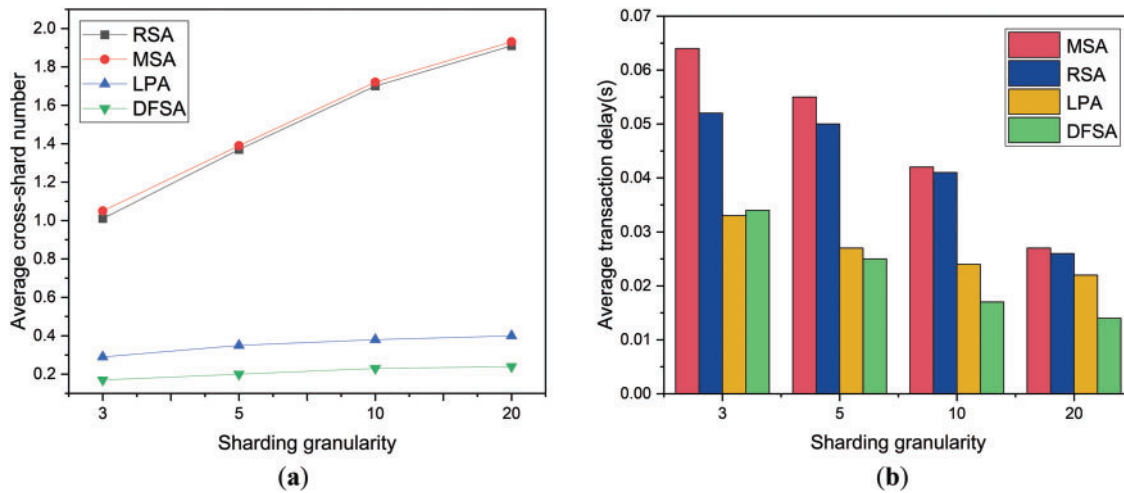 2.0
1.8
1.6
1.4
1.2
1.0
0.8
0.6
0.4
0.2
Average cross-shard number
RSA
MSA
LPA
DFSA
3
5
10
20
Sharding granularity
(a)
0.07
0.06
0.05
0.04
0.03
0.02
0.01
0.00
Average transaction delay(s)
MSA
RSA
LPA
DFSA
3
5
10
20
Sharding granularity
(b)